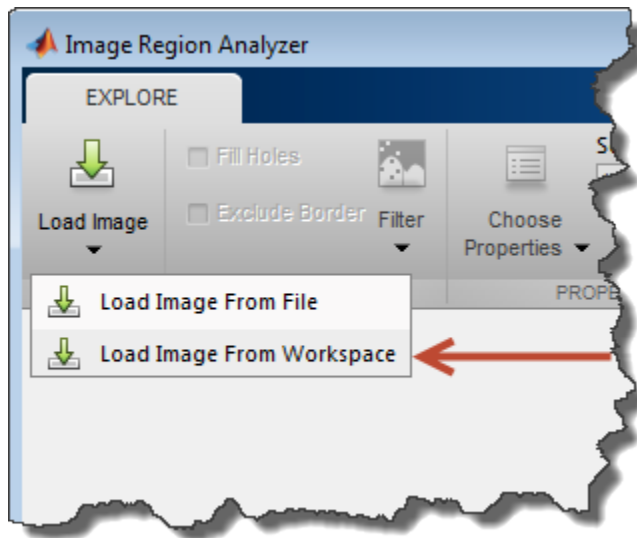 Image Region Analyzer
EXPLORE
Load Image
Fill Holes
Exclude Border
Filter
Choose
Properties
Load Image From File
Load Image From Workspace